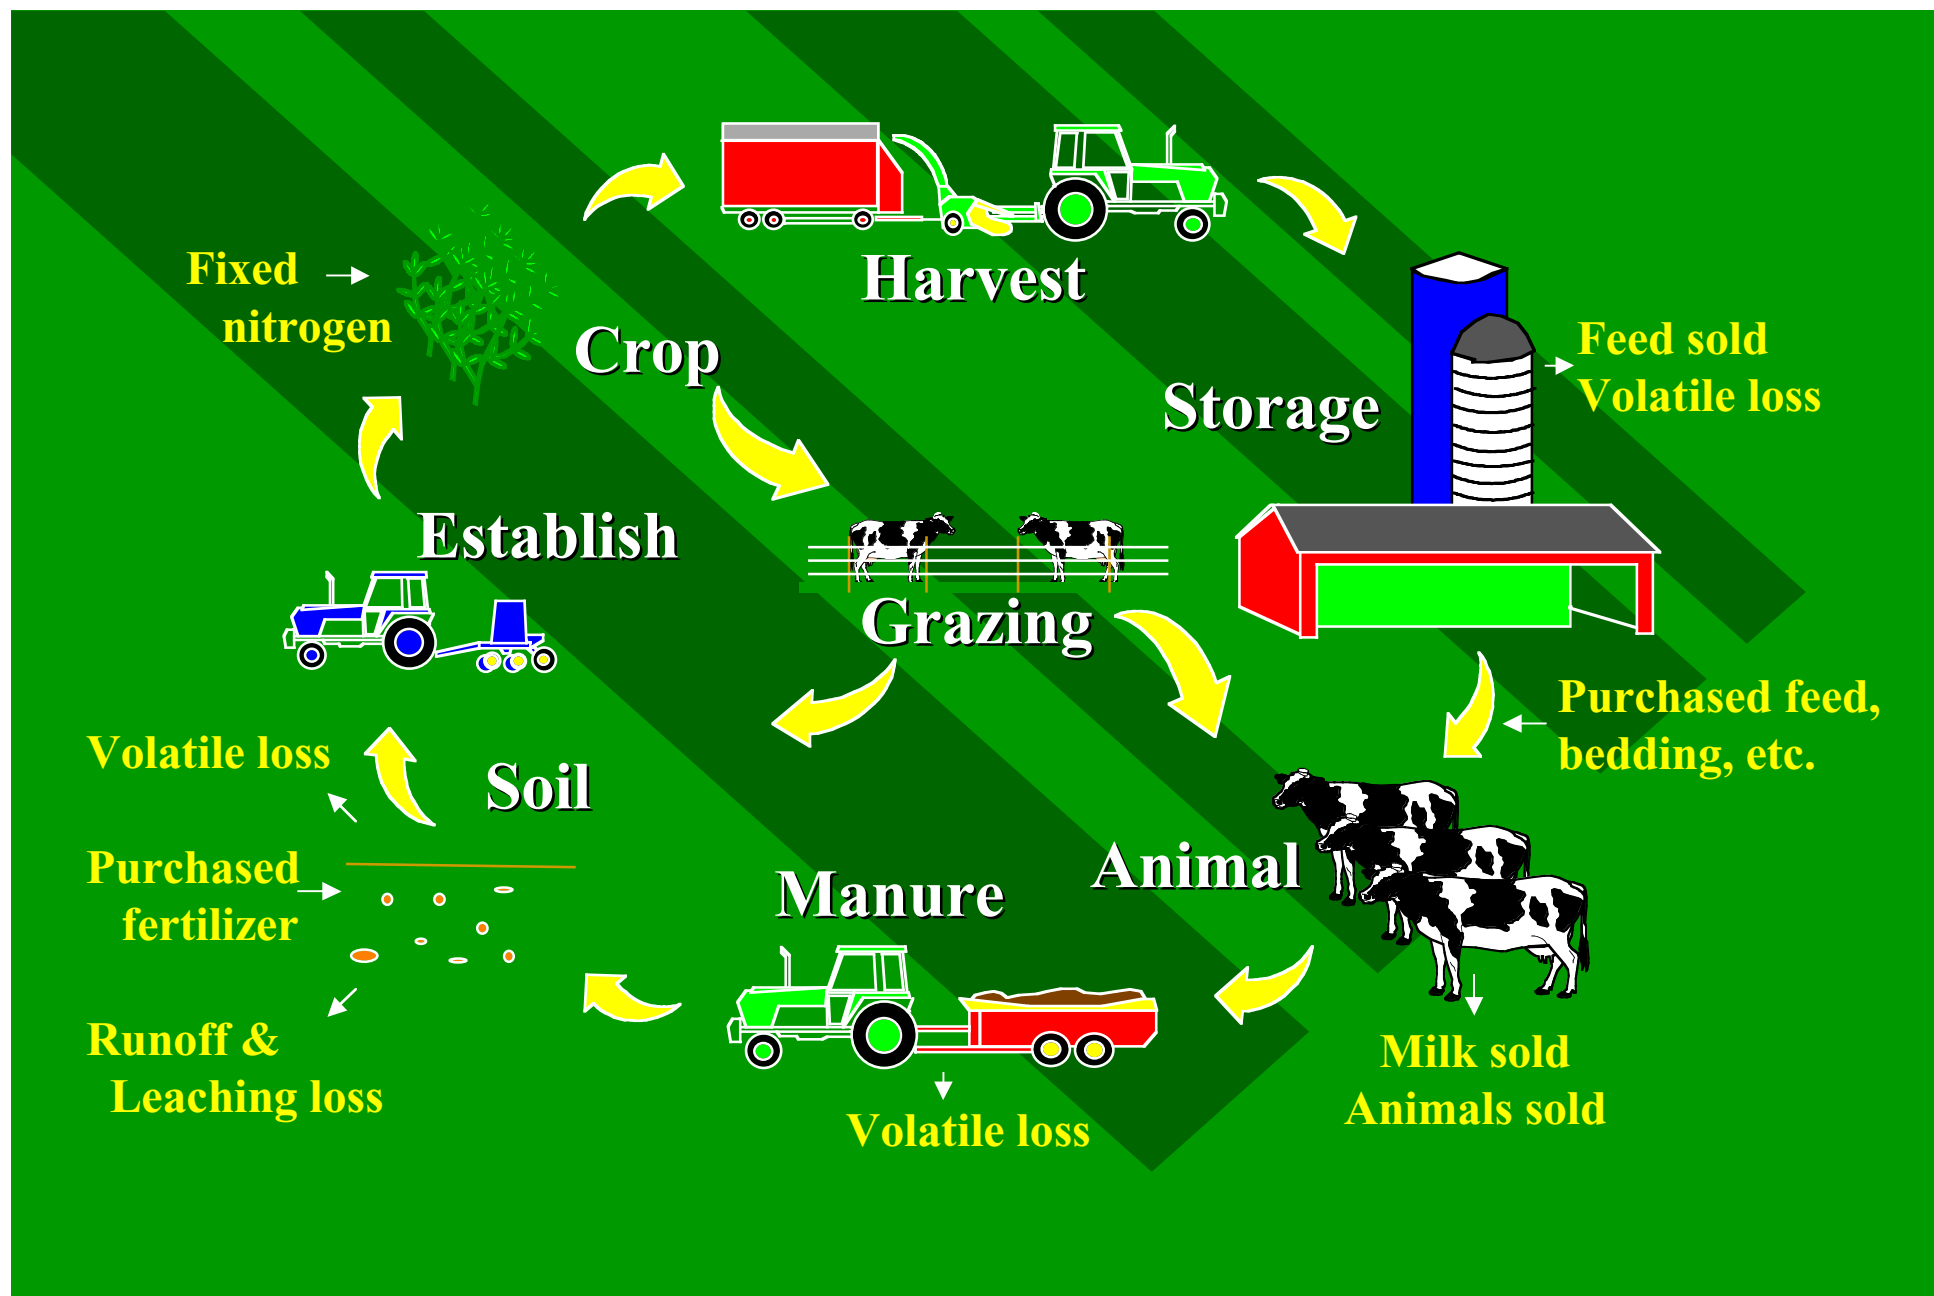 Harvest
Fixed
nitrogen
Crop
Feed sold
Volatile loss
Storage
Establish
Grazing
Purchased feed,
bedding, etc.
Volatile loss
Soil
Purchased
fertilizer
Animal
Manure
Runoff &
Leaching loss
Milk sold
Animals sold
Volatile loss